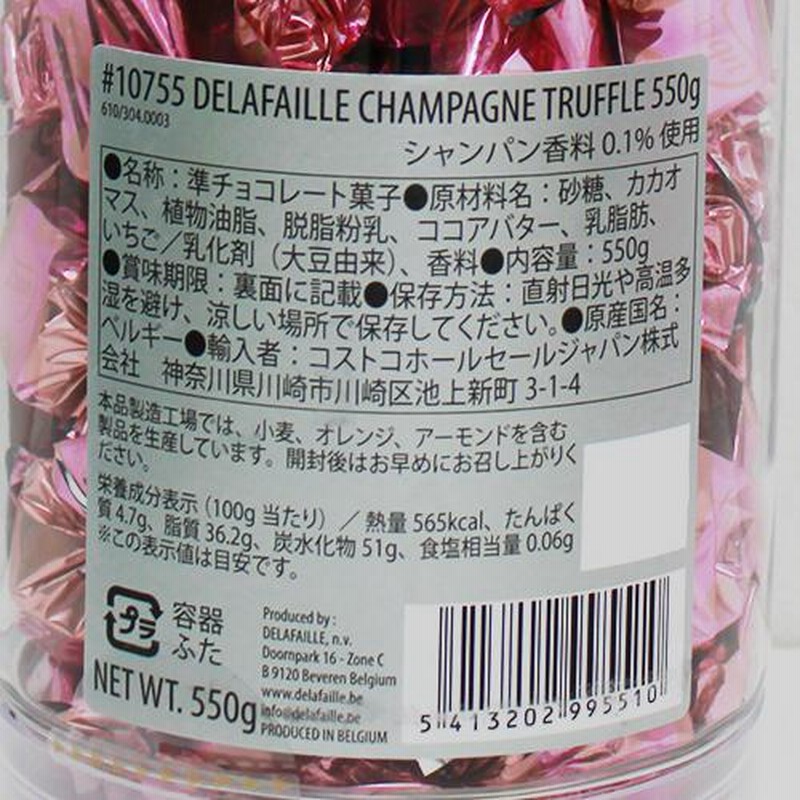 #10755 DELAFAILLE CHAMPAGNE TRUFFLE 550g
610/304.0003
シャンパン香料 0.1% 使用
●名称：準チョコレート菓子●原材料名：砂糖、カカオ
マス、植物油脂、脱脂粉乳、ココアバター、乳脂肪、
いちご／乳化剤（大豆由来）、香料●内容量：550g
●賞味期限：裏面に記載●保存方法：直射日光や高温多
湿を避け、涼しい場所で保存してください。●原産国名：
ベルギー●輸入者：コストコホールセールジャパン株式
会社　神奈川県川崎市川崎区池上新町 3-1-4
本品製造工場では、小麦、オレンジ、アーモンドを含む
製品を生産しています。開封後はお早めにお召し上がりく
ださい。
栄養成分表示（100g 当たり）／熱量 565kcal、たんぱく
質 4.7g、脂質 36.2g、炭水化物 51g、食塩相当量 0.06g
※この表示値は目安です。
プラ
容器
ふた
NET WT. 550g
Produced by :
DELAFAILLE, n.v.
Doornpark 16 - Zone C
B 9120 Beveren Belgium
www.delafaille.be
info@delafaille.be
PRODUCED IN BELGIUM
5 413202 995510